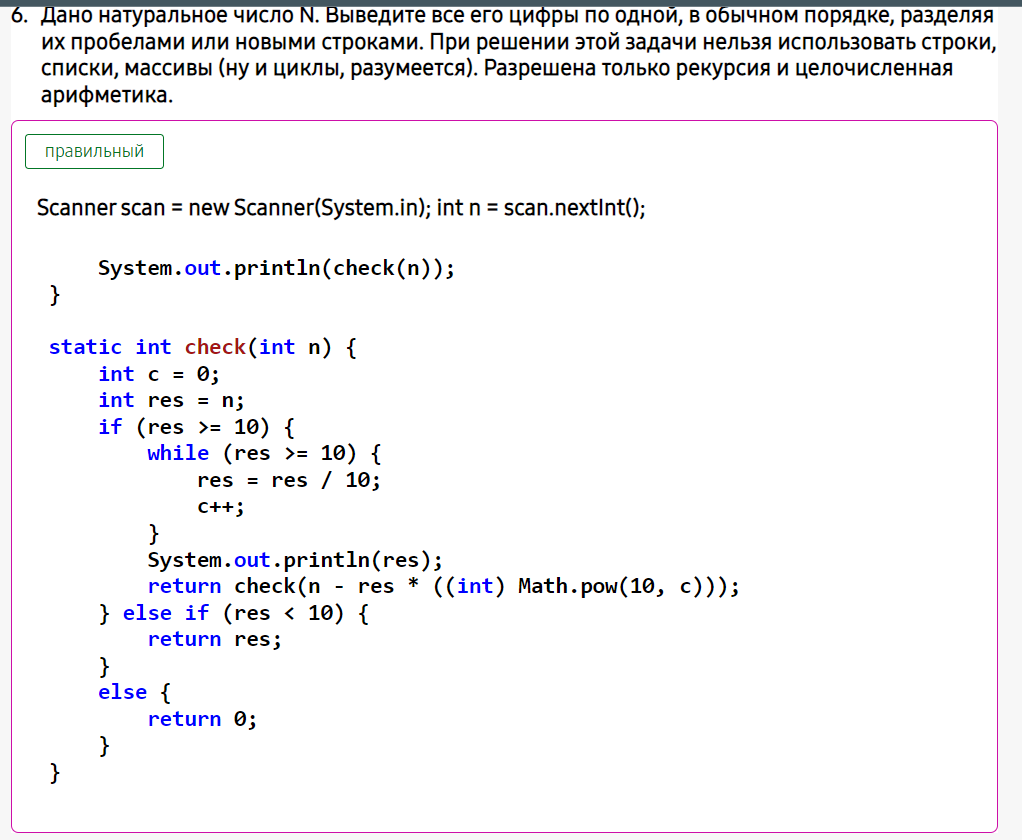 6. Дано натуральное число N. Выведите все его цифры по одной, в обычном порядке, разделяя
их пробелами или новыми строками. При решении этой задачи нельзя использовать строки,
списки, массивы (ну и циклы, разумеется). Разрешена только рекурсия и целочисленная
арифметика.
правильный
Scanner scan = new Scanner(System.in); int n = scan.nextInt();
System.out.println(check(n));
}
static int check(int n) {
int c = 0;
int res = n;
if (res >= 10) {
while (res >= 10) {
res = res / 10;
c++;
}
System.out.println(res);
return check(n - res * ((int) Math.pow(10, c)));
} else if (res < 10) {
return res;
}
else {
return 0;
}
}